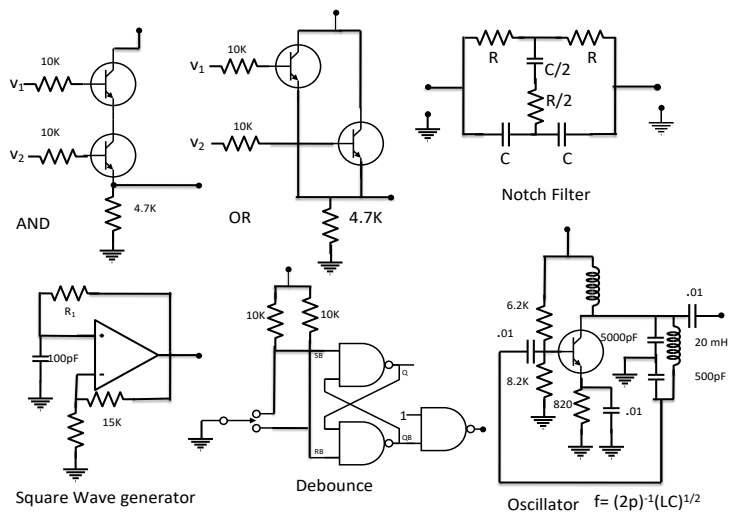 10K
V₁
10K
V₂
4.7K
AND
10K
V₁
10K
V₂
4.7K
OR
R
R
C/2
R/2
C
C
Notch Filter
R₁
100pF
+
−
15K
Square Wave generator
10K
10K
SB
Q
1
RB
QB
Debounce
.01
6.2K
.01
5000pF
20 mH
8.2K
500pF
820
.01
Oscillator f= (2p)⁻¹(LC)¹/²